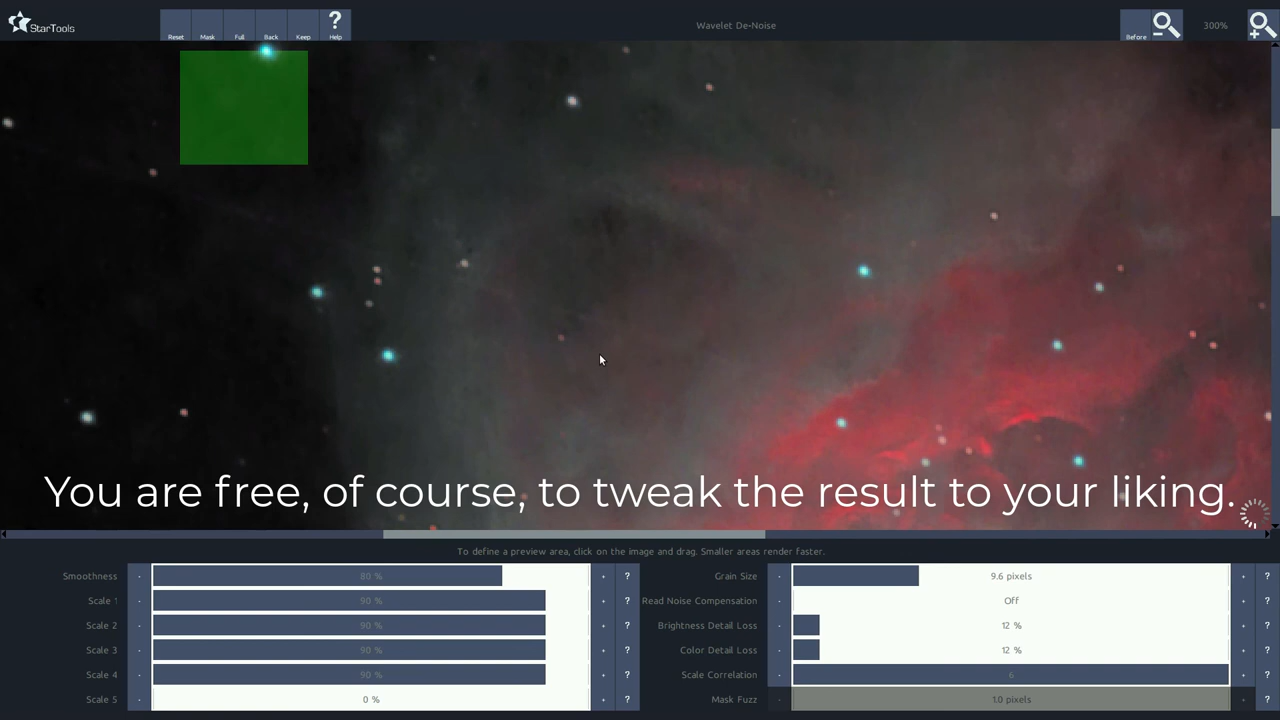 StarTools
Reset Mask Full Back Keep ? Help
Wavelet De-Noise
Before 300%
You are free, of course, to tweak the result to your liking.
To define a preview area, click on the image and drag. Smaller areas render faster.
Smoothness - 80 % + ?
Scale 1 - 90 % + ?
Scale 2 - 90 % + ?
Scale 3 - 90 % + ?
Scale 4 - 90 % + ?
Scale 5 - 0 % + ?
Grain Size - 9.6 pixels + ?
Read Noise Compensation - Off + ?
Brightness Detail Loss - 12 % + ?
Color Detail Loss - 12 % + ?
Scale Correlation - 6 + ?
Mask Fuzz - 1.0 pixels + ?